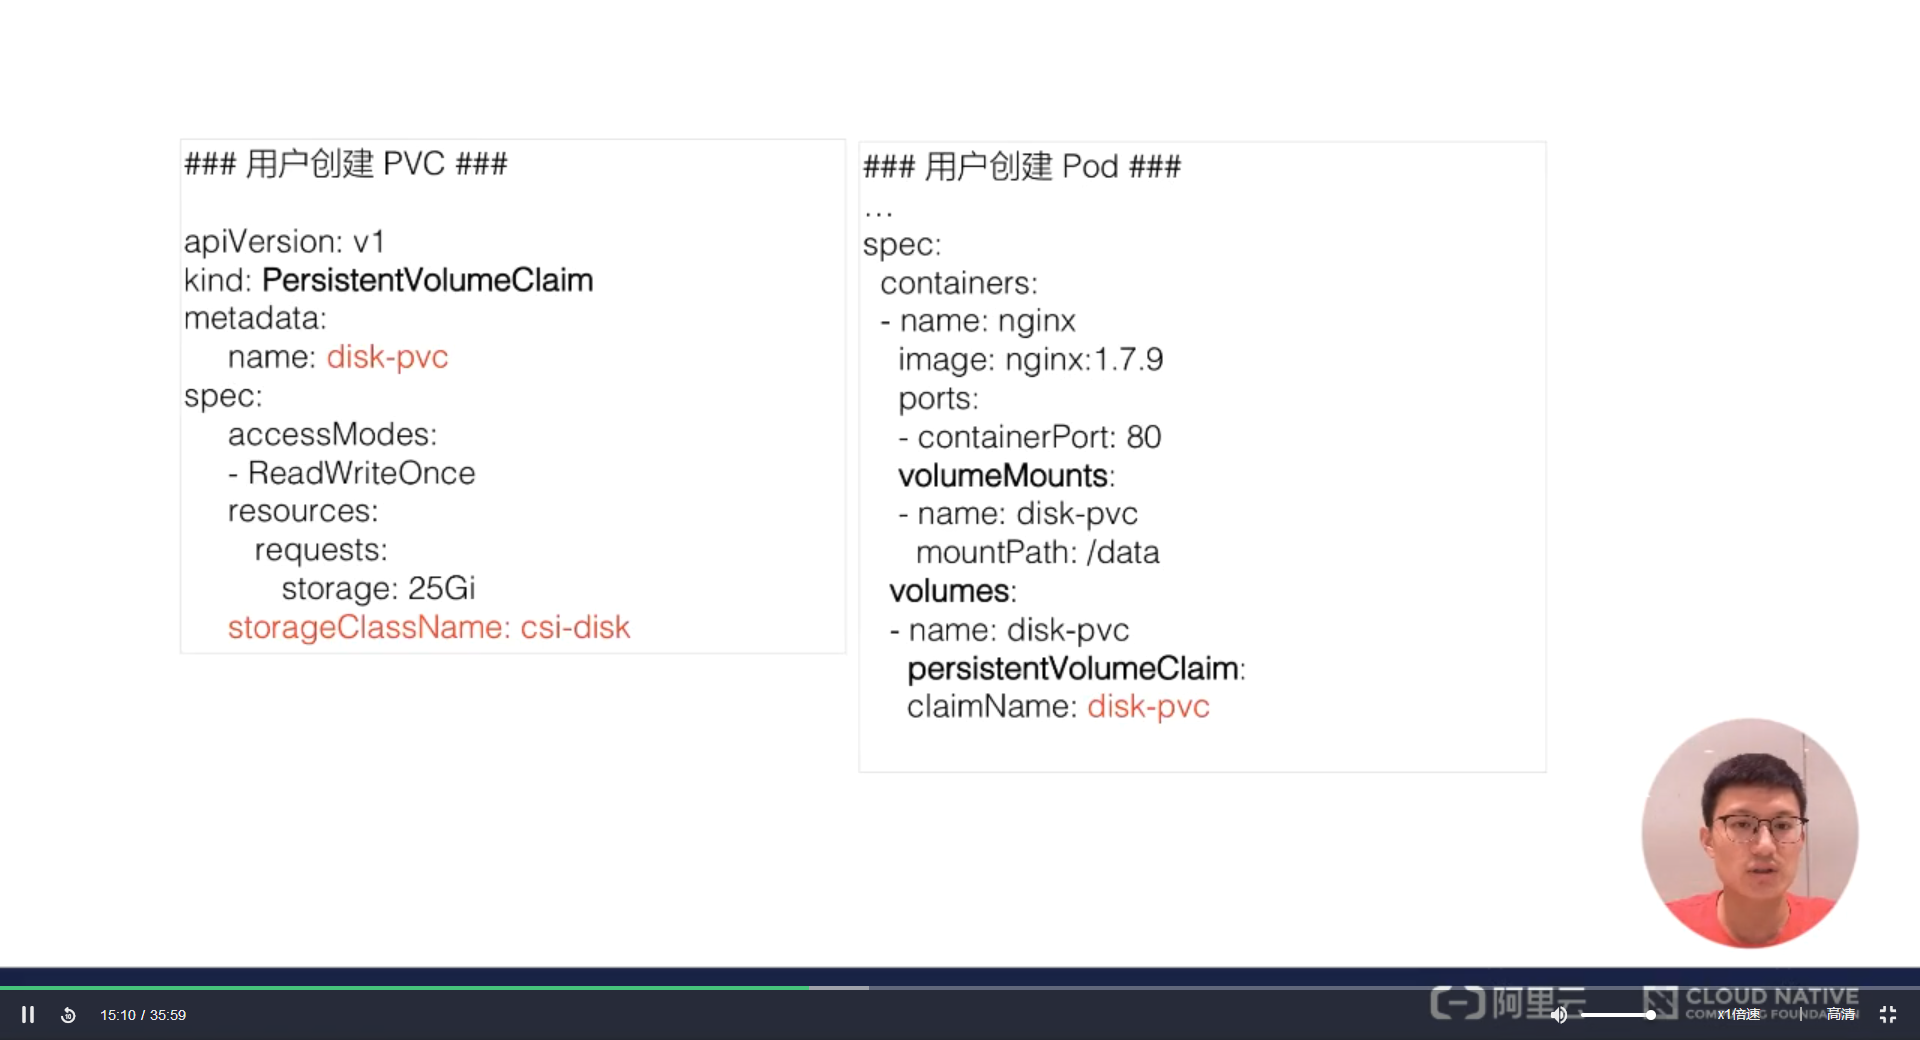 ### 用户创建 PVC ###
apiVersion: v1
kind: PersistentVolumeClaim
metadata:
name: disk-pvc
spec:
accessModes:
- ReadWriteOnce
resources:
requests:
storage: 25Gi
storageClassName: csi-disk
### 用户创建 Pod ###
...
spec:
containers:
- name: nginx
image: nginx:1.7.9
ports:
- containerPort: 80
volumeMounts:
- name: disk-pvc
mountPath: /data
volumes:
- name: disk-pvc
persistentVolumeClaim:
claimName: disk-pvc
10
15:10 / 35:59
阿里云
CLOUD NATIVE
COMPUTING FOUNDATION
x1倍速
高清